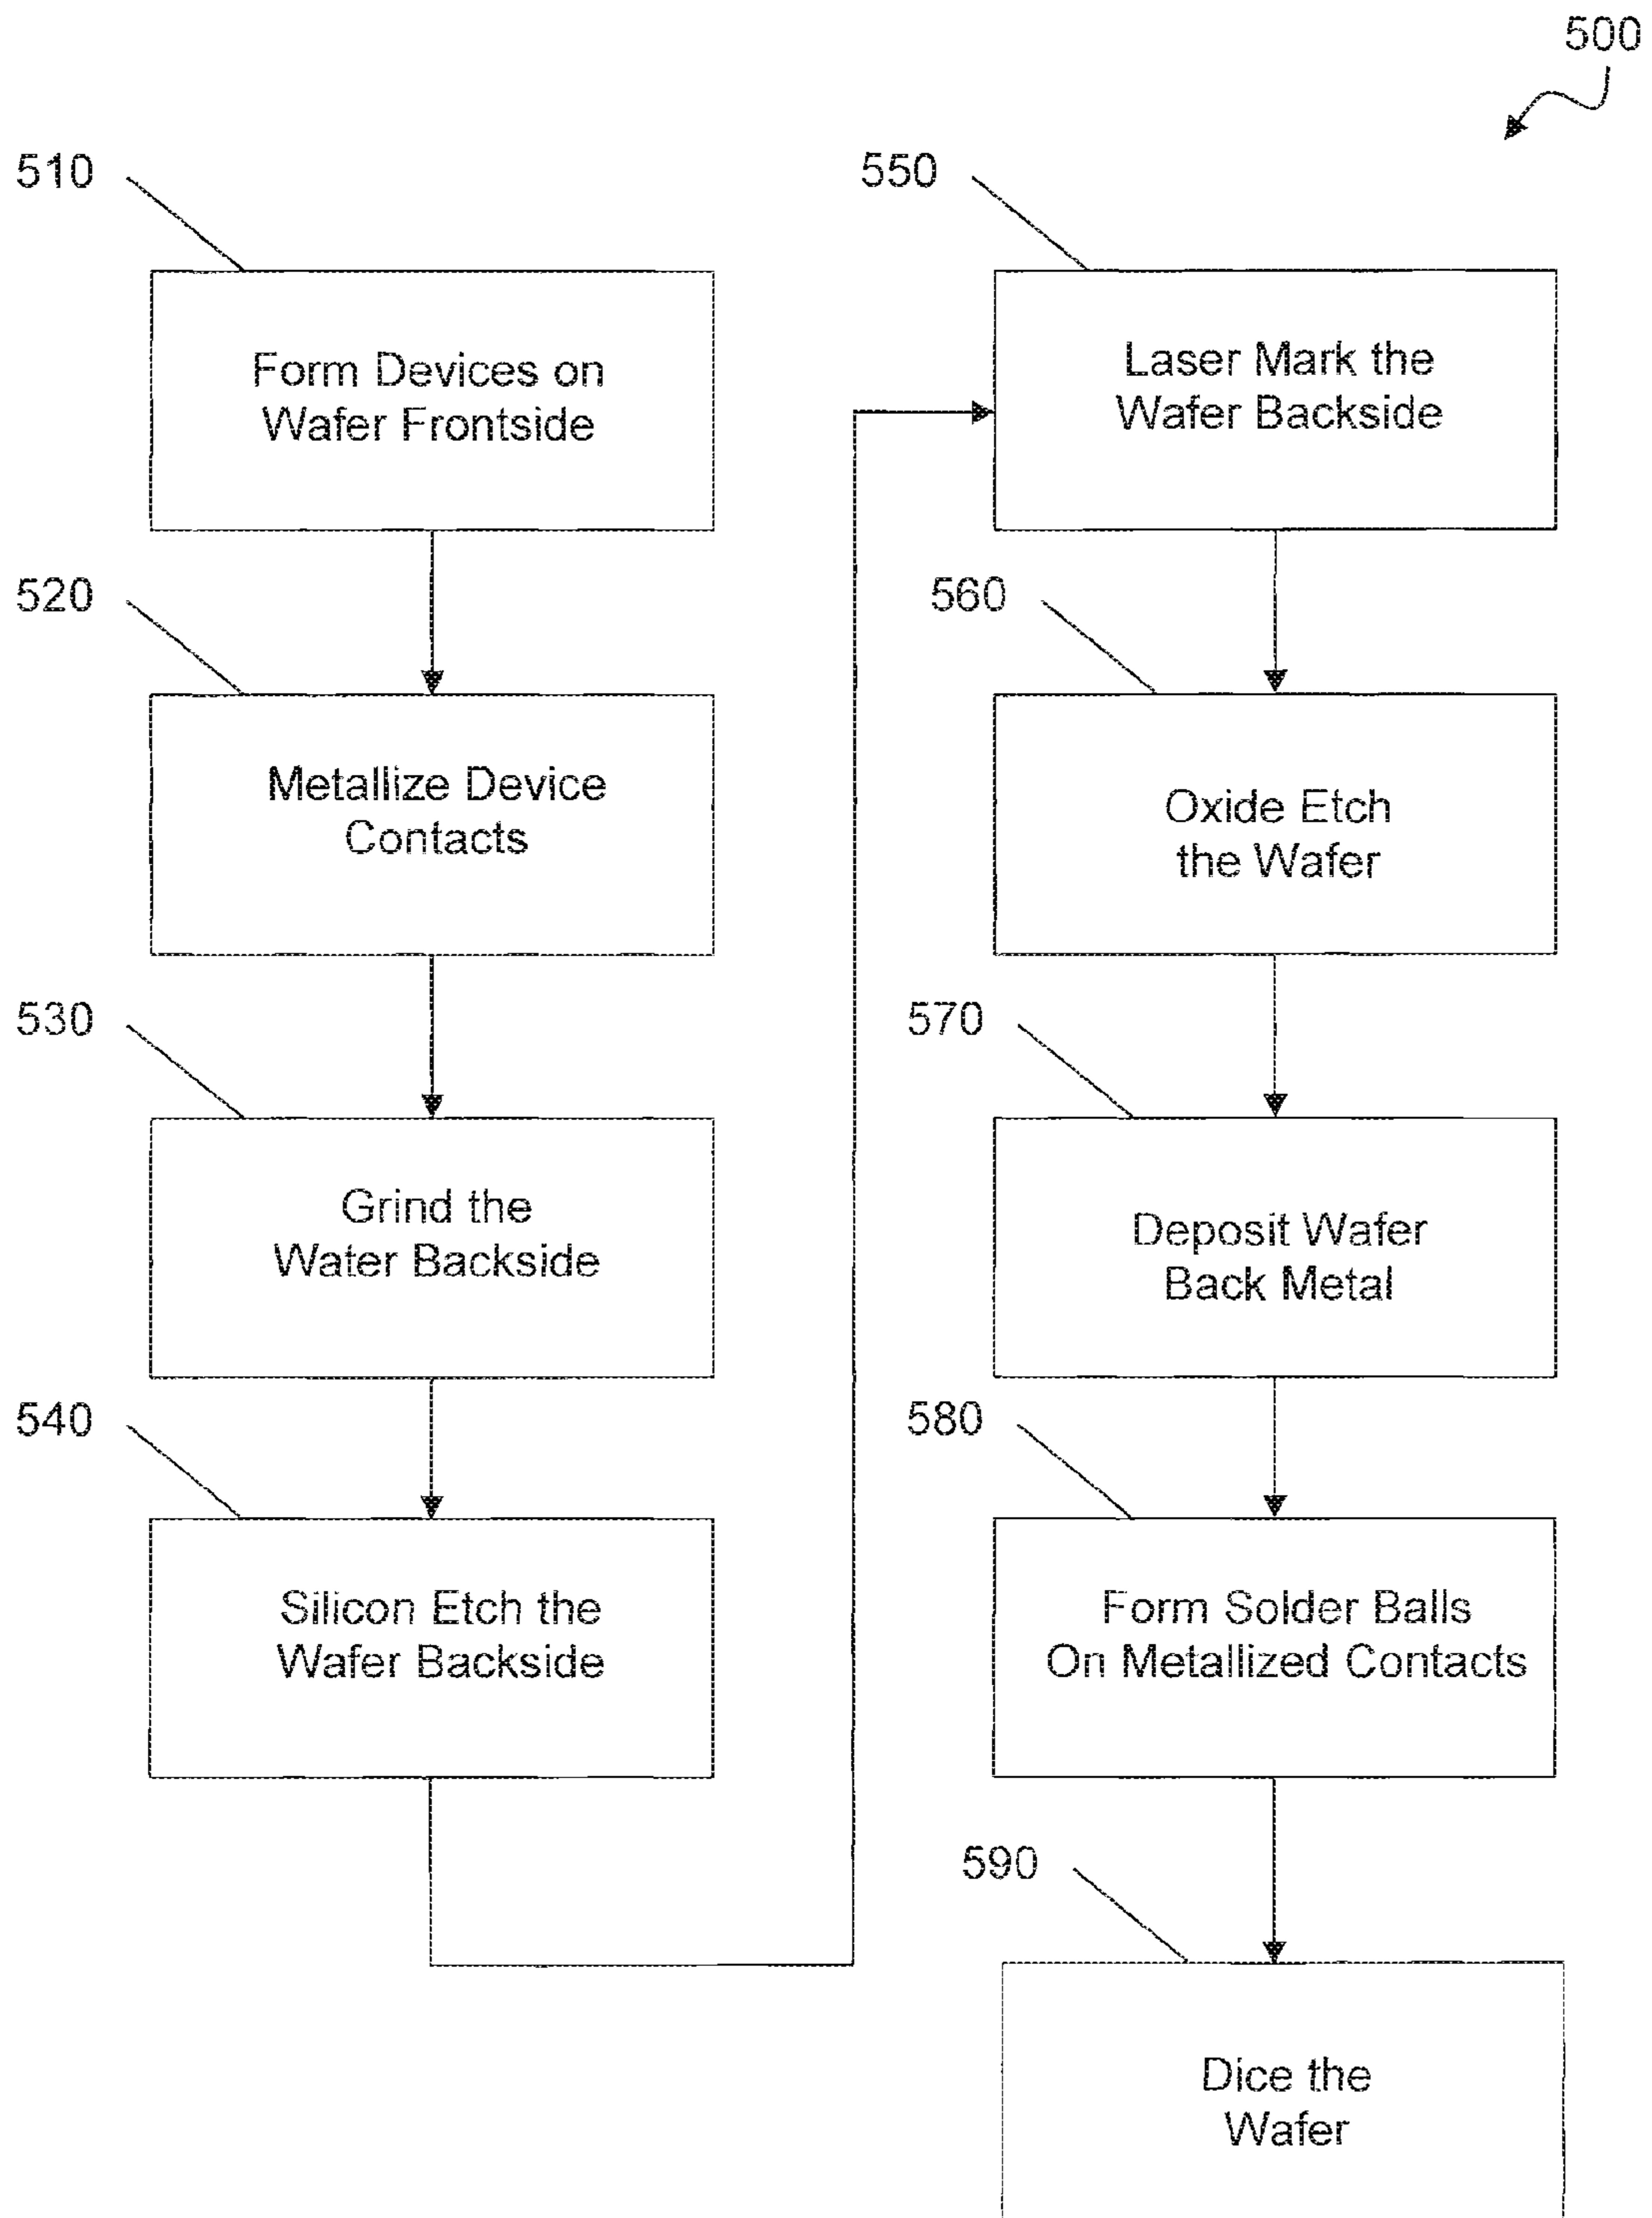 500
510
Form Devices on
Wafer Frontside
520
Metallize Device
Contacts
530
Grind the
Water Backside
540
Silicon Etch the
Wafer Backside
550
Laser Mark the
Wafer Backside
560
Oxide Etch
the Wafer
570
Deposit Wafer
Back Metal
580
Form Solder Balls
On Metallized Contacts
590
Dice the
Wafer